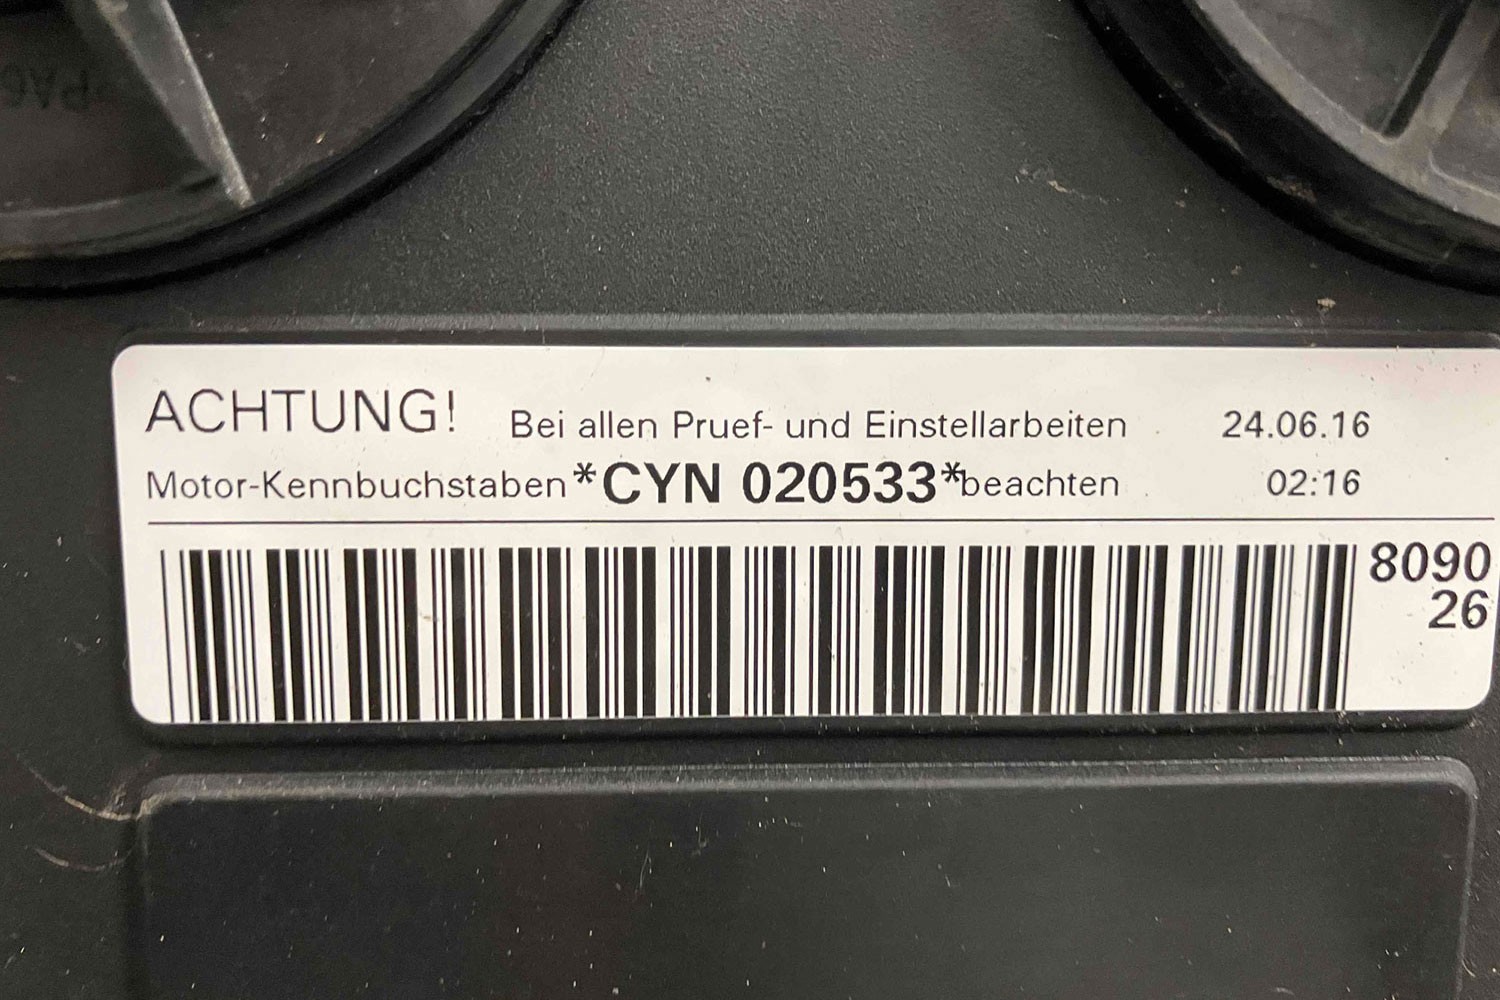 ACHTUNG! Bei allen Pruef- und Einstellarbeiten 24.06.16
Motor-Kennbuchstaben *CYN 020533* beachten 02:16
8090
26